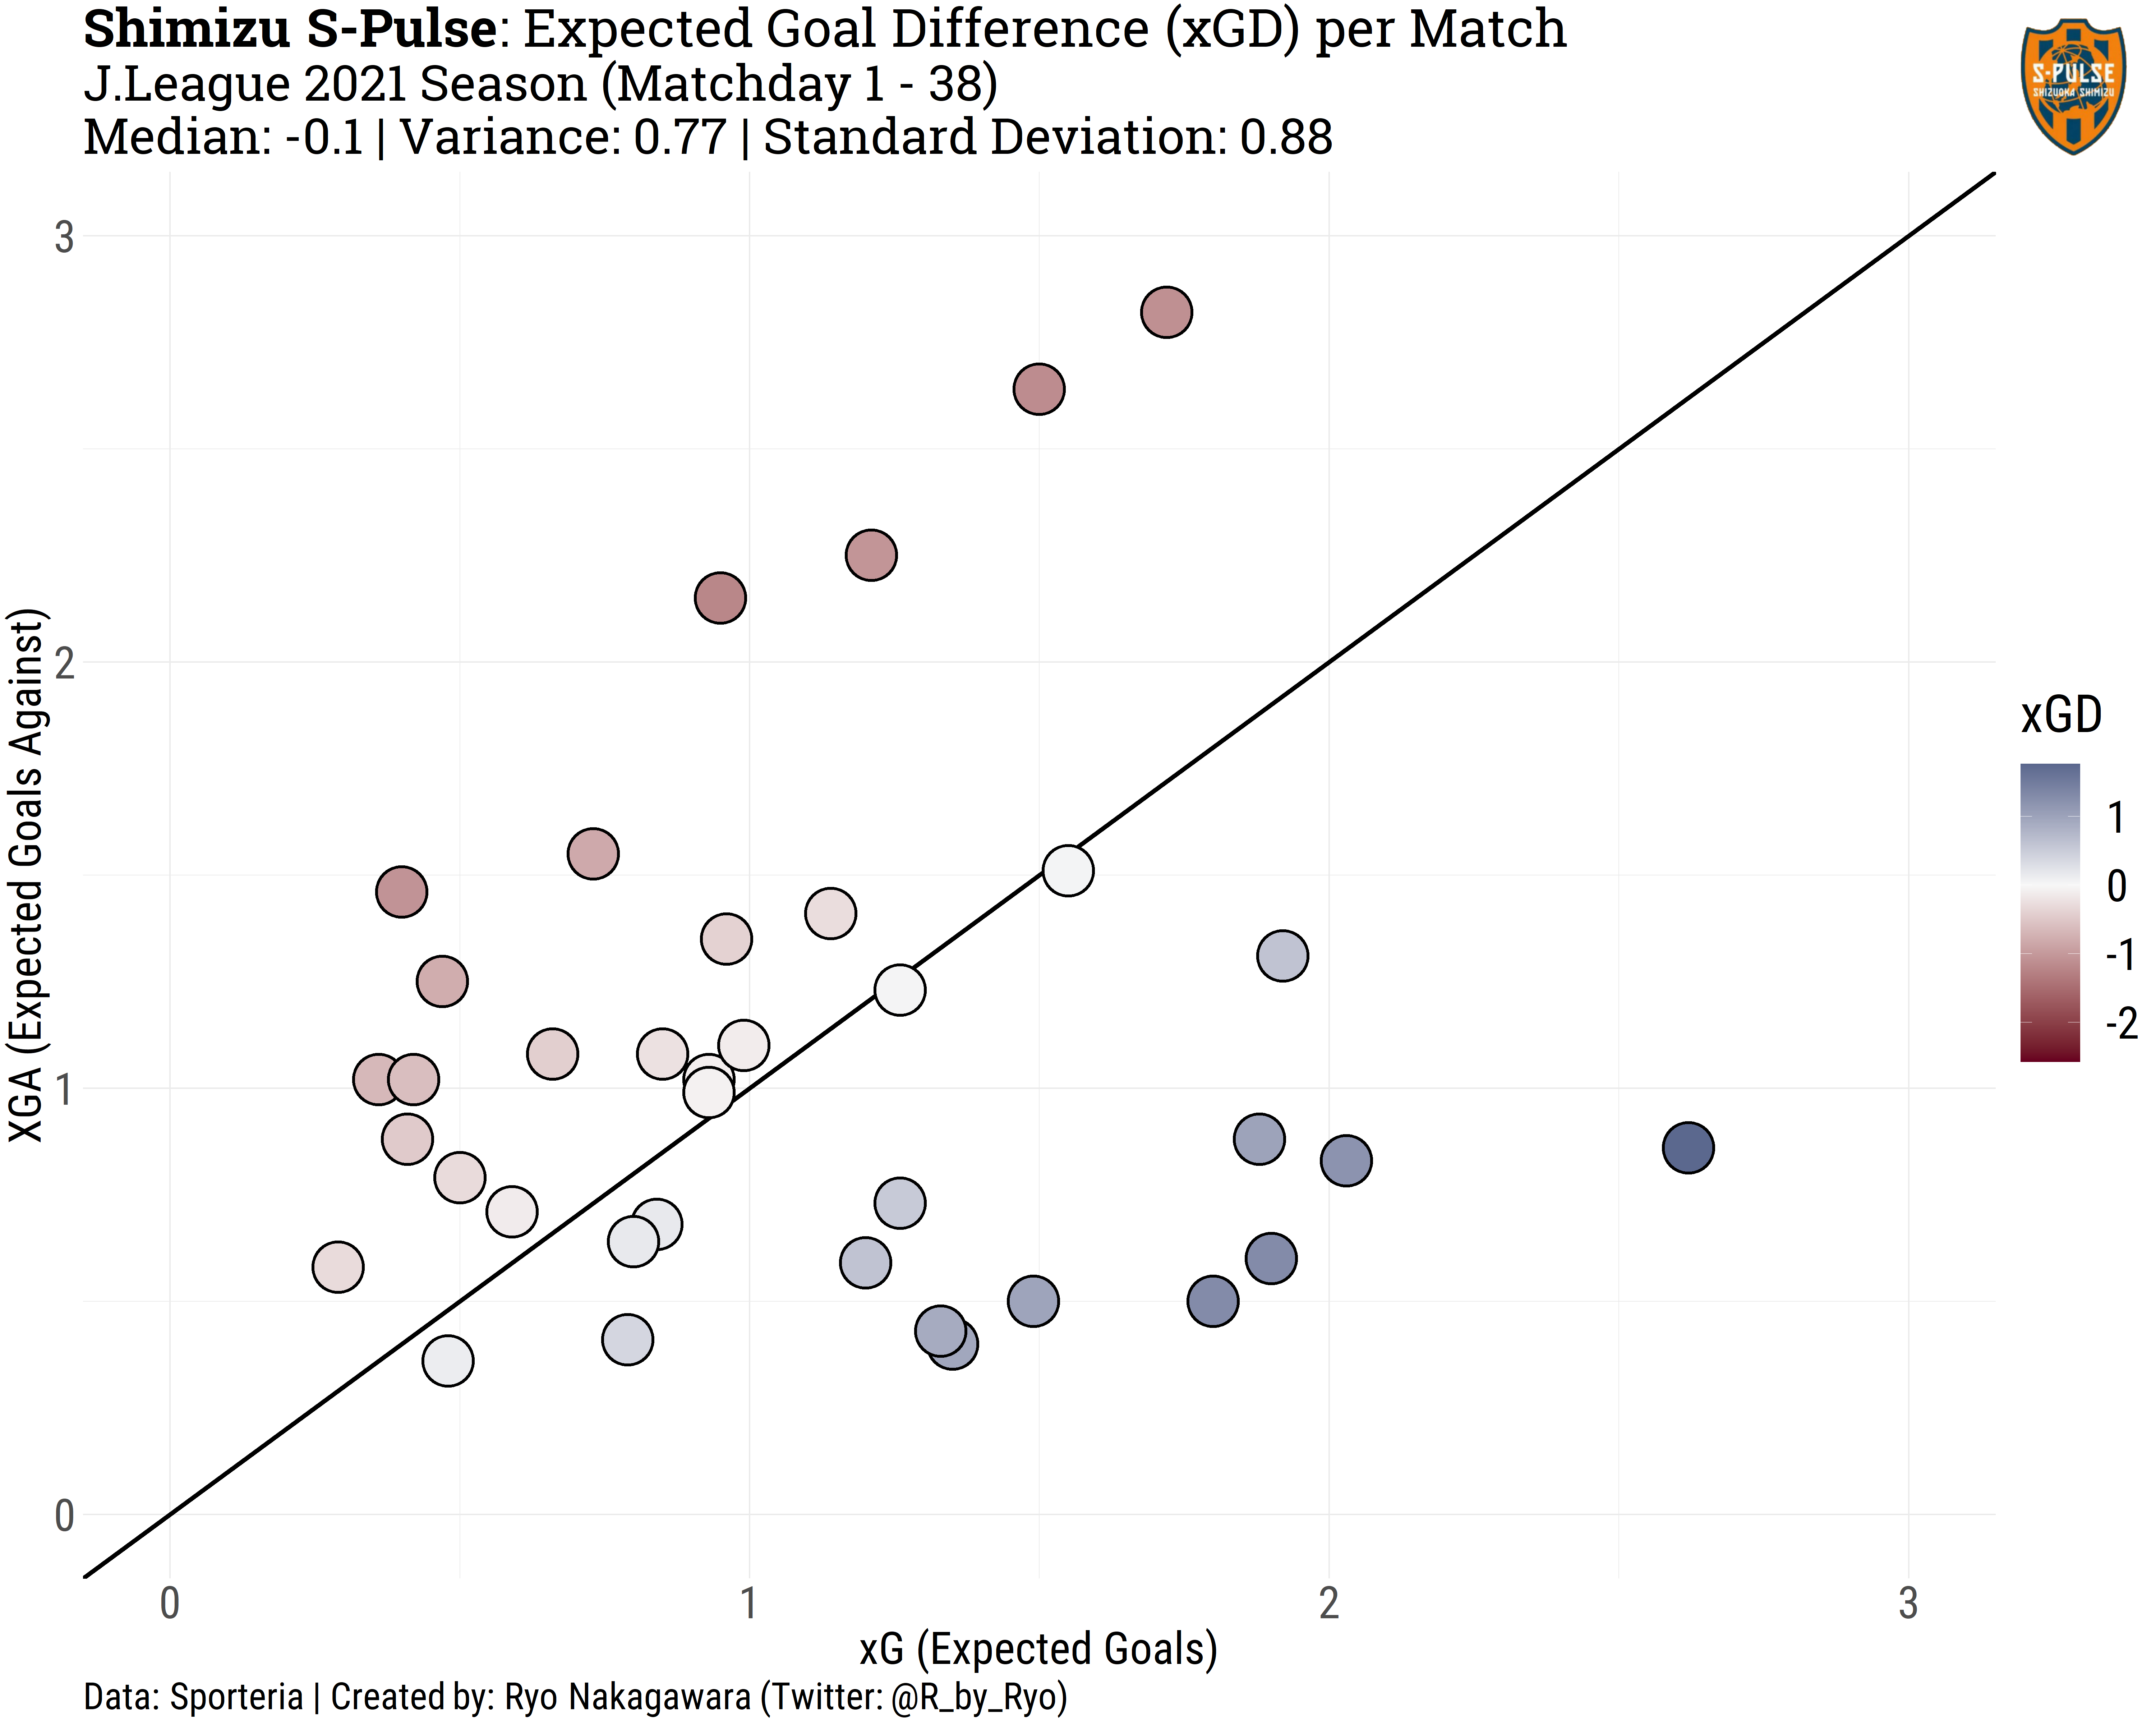 Shimizu S-Pulse: Expected Goal Difference (xGD) per Match
J.League 2021 Season (Matchday 1 - 38)
Median: -0.1 | Variance: 0.77 | Standard Deviation: 0.88
S-PULSE
SHIZUOKA SHIMIZU
3
2
1
0
XGA (Expected Goals Against)
0
1
2
3
xG (Expected Goals)
xGD
1
0
-1
-2
Data: Sporteria | Created by: Ryo Nakagawara (Twitter: @R_by_Ryo)